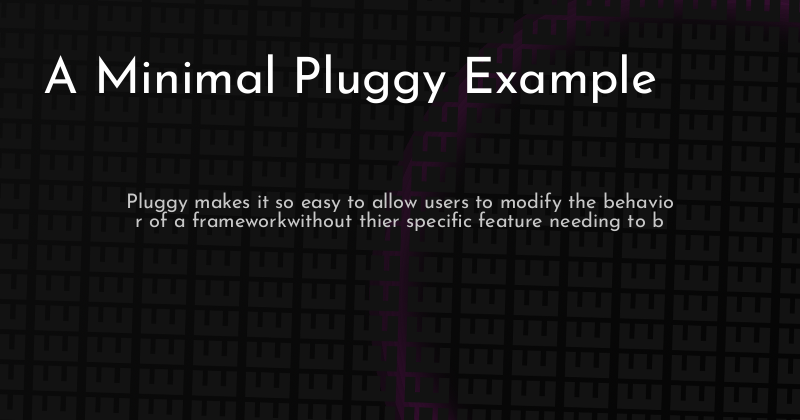 A Minimal Pluggy Example
Pluggy makes it so easy to allow users to modify the behavio
r of a frameworkwithout thier specific feature needing to b